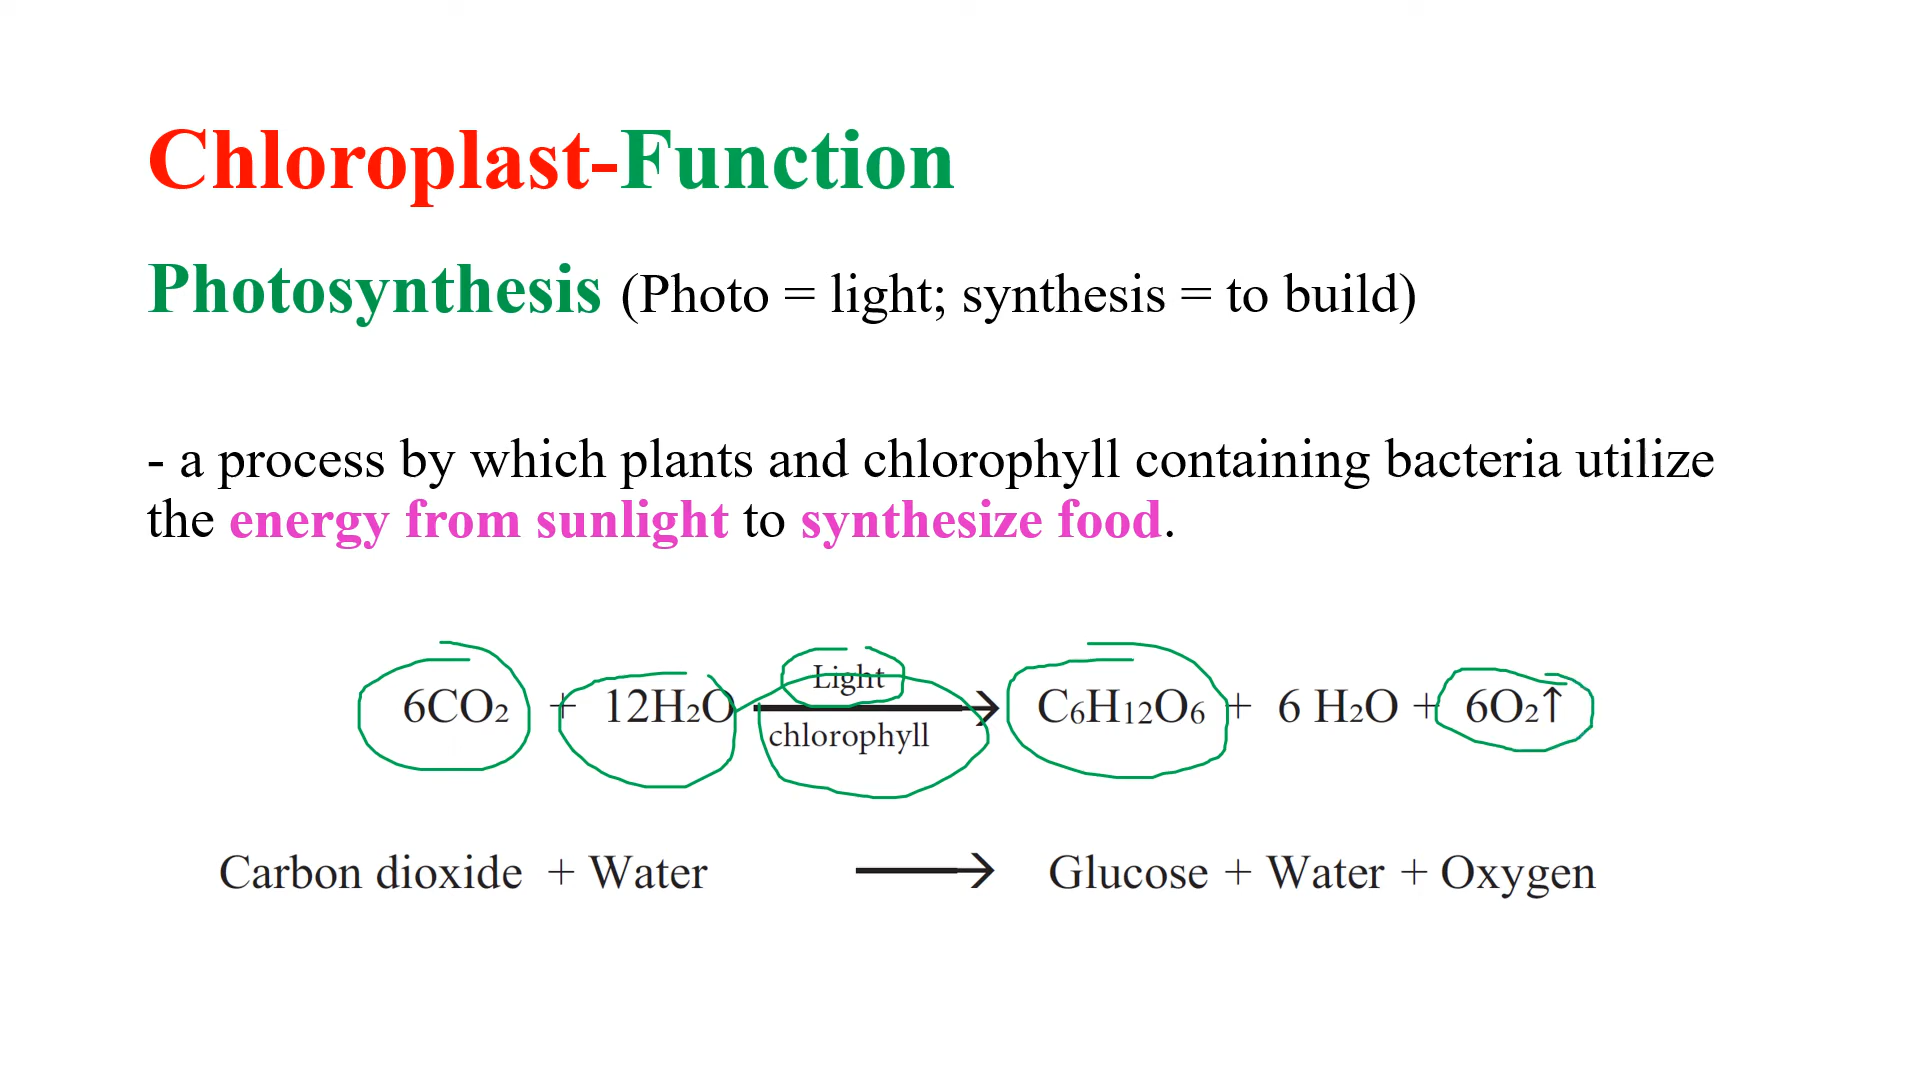 Chloroplast-Function
Photosynthesis (Photo = light; synthesis = to build)
- a process by which plants and chlorophyll containing bacteria utilize
the energy from sunlight to synthesize food.
Light
6CO₂ + 12H₂O → C₆H₁₂O₆ + 6 H₂O + 6O₂↑
chlorophyll
Carbon dioxide + Water → Glucose + Water + Oxygen